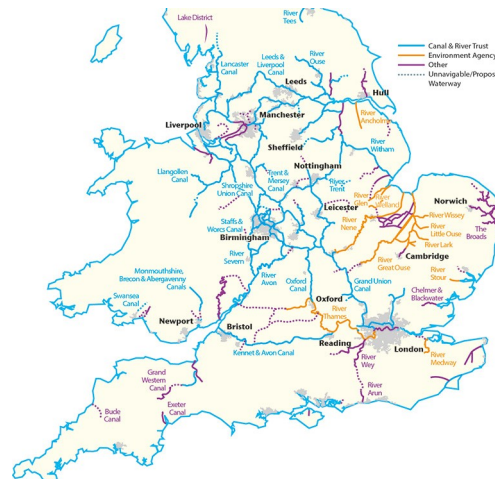 River
Tees
Lake District
Lancaster
Canal
Leeds &
Liverpool
Canal
River
Ouse
Leeds
Canal & River Trust
Environment Agency
Other
Unnavigable/Propos
Waterway
Hull
Liverpool
Manchester
River
Ancholme
Sheffield
River
Witham
Llangollen
Canal
Nottingham
Shropshire
Union Canal
Trent &
Mersey
Canal
River
Trent
River
Glen
River
Welland
Norwich
Leicester
Staffs &
Worcs Canal
River
Nene
River Wissey
River
Little Ouse
The
Broads
Birmingham
River Lark
River
Severn
Cambridge
River
Great Ouse
Monmouthshire,
Brecon & Abergavenny
Canals
River
Avon
Oxford
Canal
Grand Union
Canal
River
Stour
Swansea
Canal
Oxford
Chelmer &
Blackwater
Newport
River
Thames
Bristol
Reading
London
Kennet & Avon Canal
River
Wey
River
Medway
Grand
Western
Canal
River
Arun
Bude
Canal
Exeter
Canal